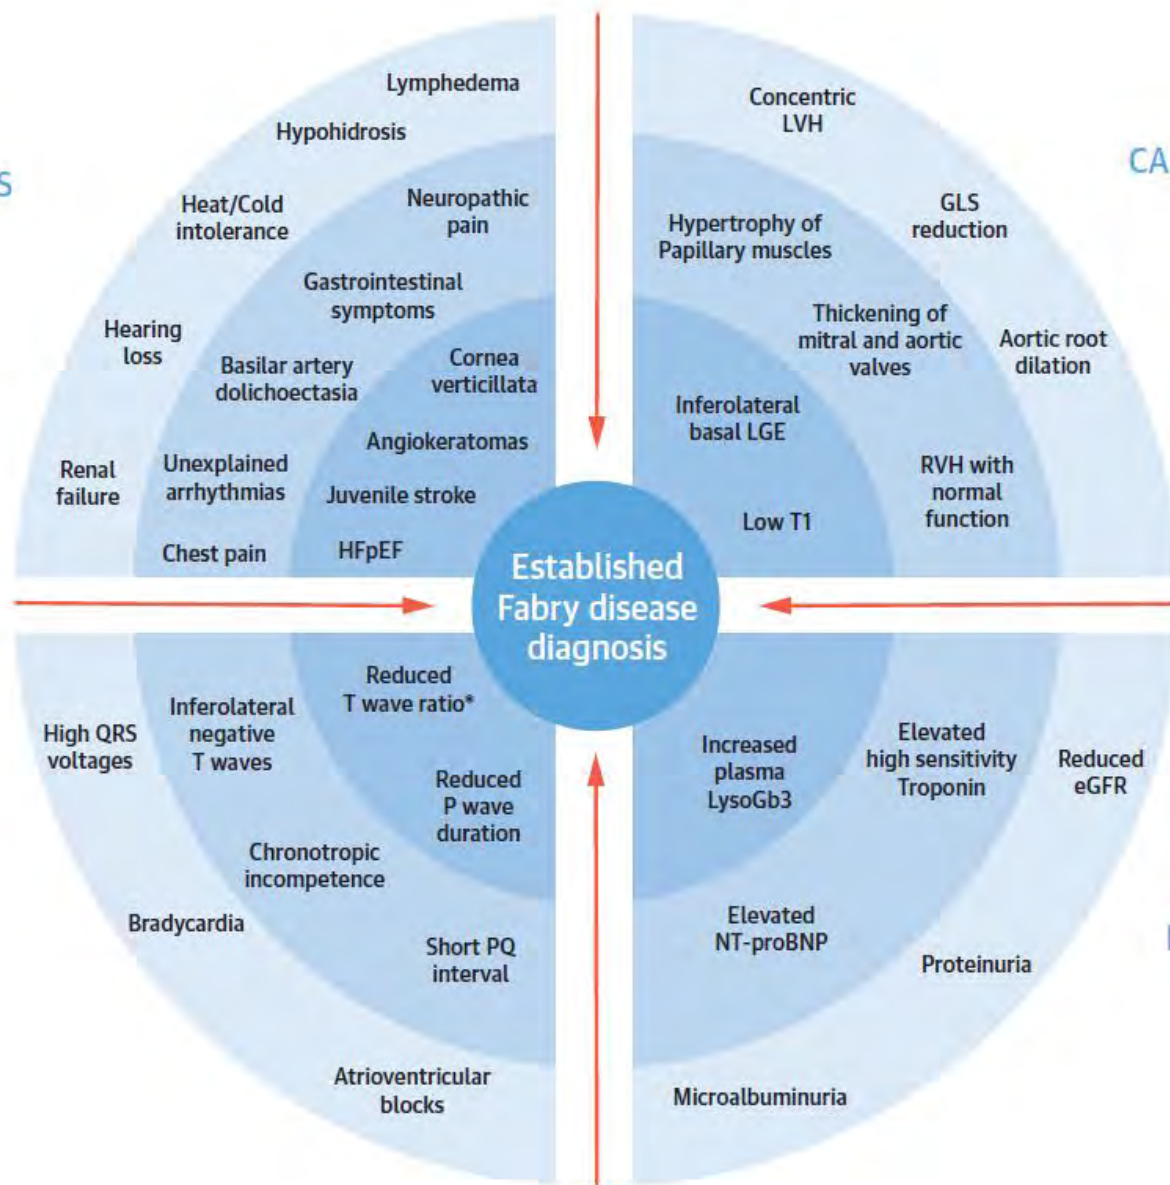 Lymphedema
Hypohidrosis
Heat/Cold
intolerance
Neuropathic
pain
Gastrointestinal
symptoms
Hearing
loss
Basilar artery
dolichoectasia
Cornea
verticillata
Angiokeratomas
Renal
failure
Unexplained
arrhythmias
Juvenile stroke
Chest pain
HFpEF
S
Concentric
LVH
CA
GLS
reduction
Hypertrophy of
Papillary muscles
Thickening of
mitral and aortic
valves
Aortic root
dilation
Inferolateral
basal LGE
RVH with
normal
function
Low T1
Established
Fabry disease
diagnosis
Reduced
T wave ratio*
Inferolateral
negative
T waves
High QRS
voltages
Reduced
P wave
duration
Chronotropic
incompetence
Bradycardia
Short PQ
interval
Atrioventricular
blocks
Increased
plasma
LysoGb3
Elevated
high sensitivity
Troponin
Reduced
eGFR
Elevated
NT-proBNP
Proteinuria
Microalbuminuria